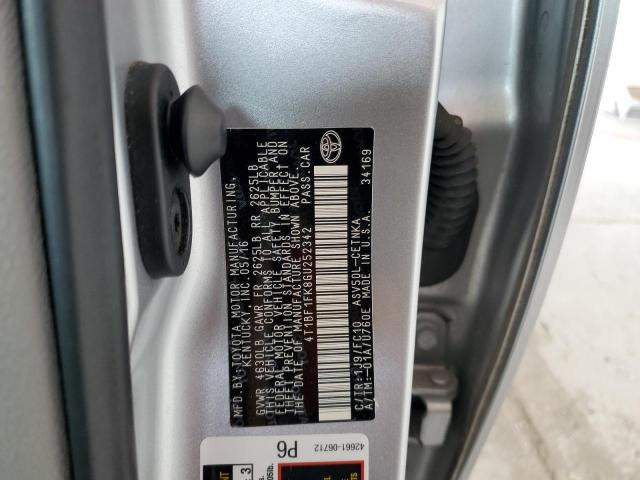 MFD.BY:TOYOTA MOTOR MANUFACTURING,
KENTUCKY, INC. 05/16
GVWR 4630LB GAWR FR 2625LB RR 2625LB
THIS VEHICLE CONFORMS TO ALL APPLICABLE
FEDERAL MOTOR VEHICLE SAFETY, BUMPER, AND
THEFT PREVENTION STANDARDS IN EFFECT ON
THE DATE OF MANUFACTURE SHOWN ABOVE.
4T1BF1FK8GU252342 PASS.CAR
C/TR:1J9/FC10 ASV50L-CETNKA
A/TM:-01A/U760E MADE IN U.S.A. 34169
42661-06712
P6
3